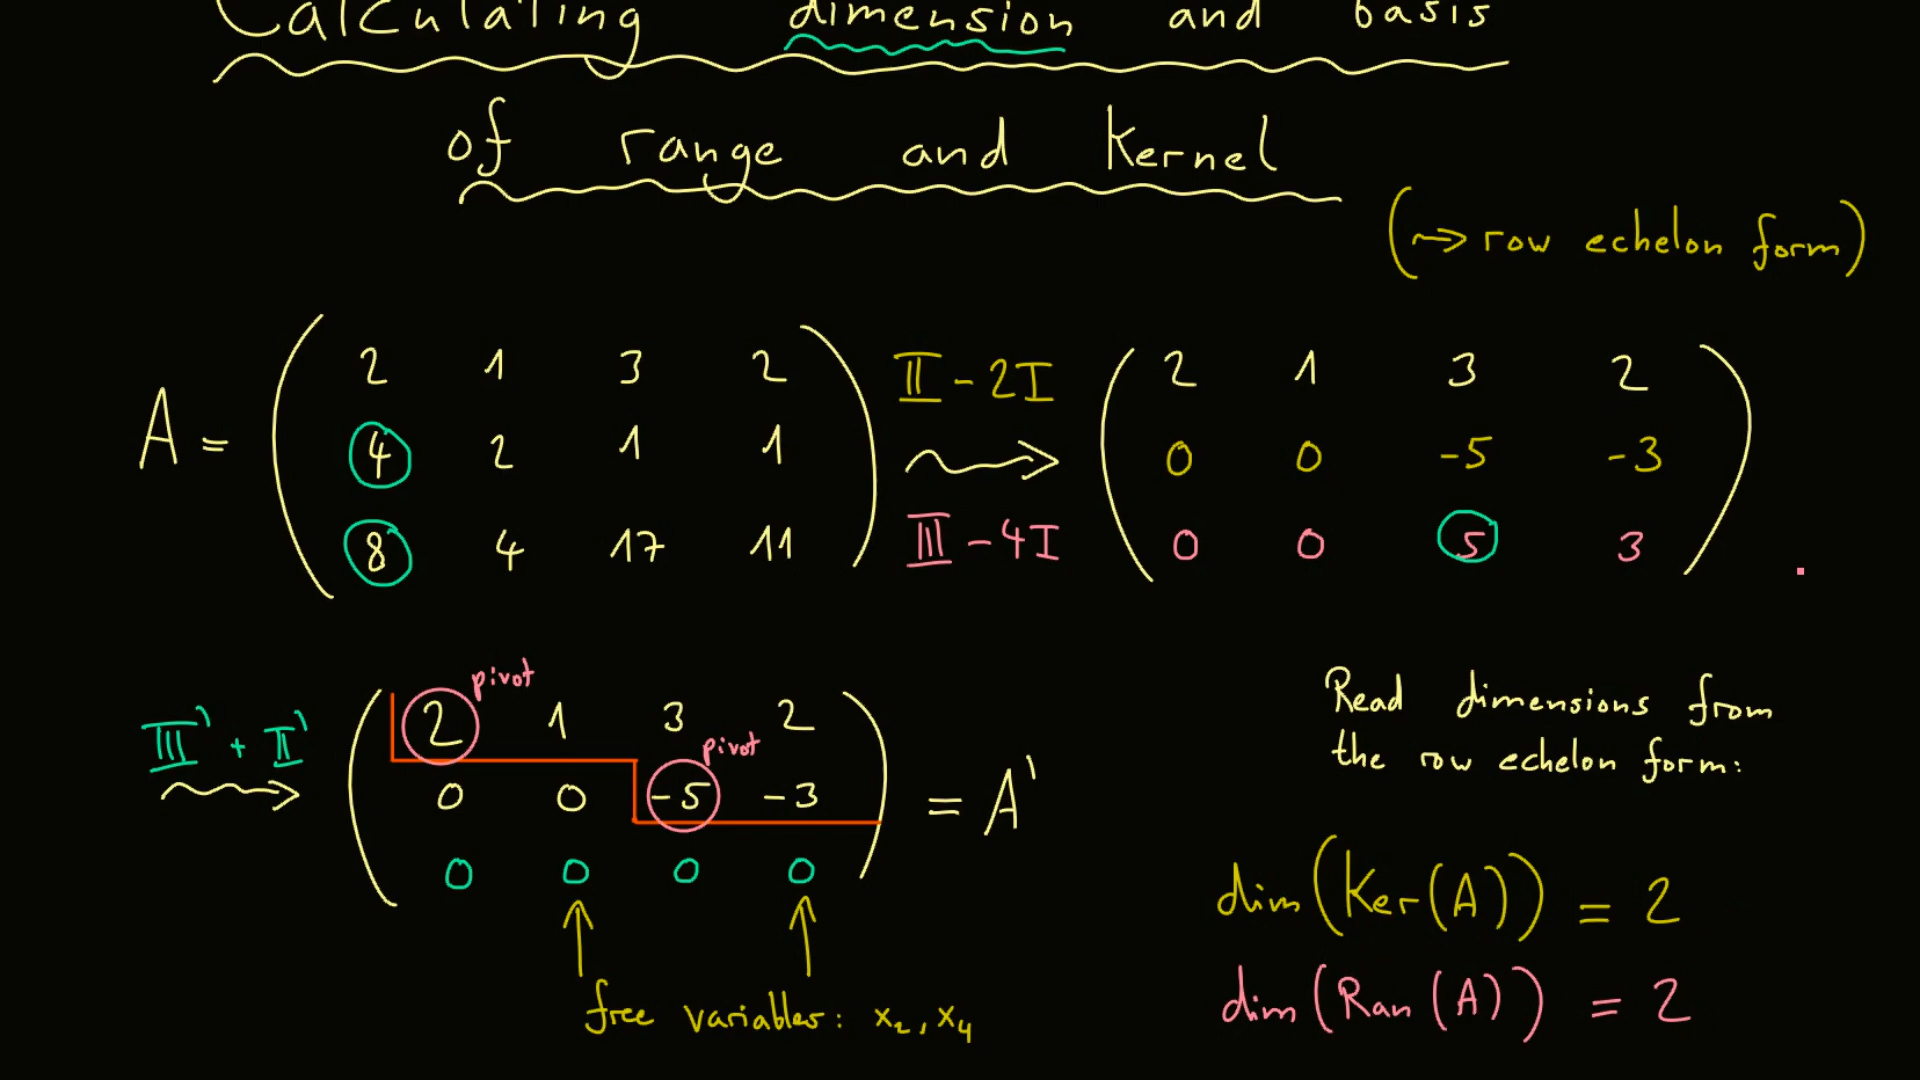 Calculating dimension and basis
of range and kernel
(⇝ row echelon form)
A = ( 2 1 3 2 II - 2I ( 2 1 3 2
4 2 1 1 ) ⇝ 0 0 -5 -3 )
8 4 17 11 III - 4I 0 0 5 3
III' + II' ⇝ ( 2 pivot 1 3 2
0 0 -5 pivot -3 ) = A'
0 0 0 0
free variables: x₂, x₄
Read dimensions from
the row echelon form:
dim(Ker(A)) = 2
dim(Ran(A)) = 2